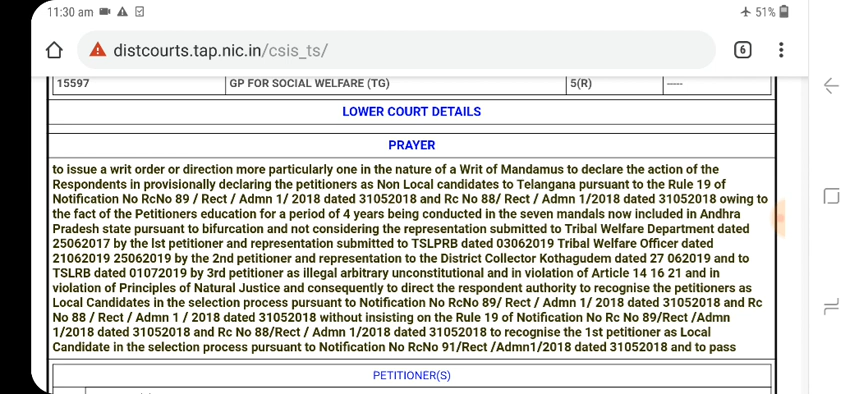 11:30 am 51%
distcourts.tap.nic.in/csis_ts/ 6
15597 GP FOR SOCIAL WELFARE (TG) 5(R) -----
LOWER COURT DETAILS
PRAYER
to issue a writ order or direction more particularly one in the nature of a Writ of Mandamus to declare the action of the
Respondents in provisionally declaring the petitioners as Non Local candidates to Telangana pursuant to the Rule 19 of
Notification No RcNo 89 / Rect / Admn 1/ 2018 dated 31052018 and Rc No 88/ Rect / Admn 1/2018 dated 31052018 owing to
the fact of the Petitioners education for a period of 4 years being conducted in the seven mandals now included in Andhra
Pradesh state pursuant to bifurcation and not considering the representation submitted to Tribal Welfare Department dated
25062017 by the Ist petitioner and representation submitted to TSLPRB dated 03062019 Tribal Welfare Officer dated
21062019 25062019 by the 2nd petitioner and representation to the District Collector Kothagudem dated 27 062019 and to
TSLRB dated 01072019 by 3rd petitioner as illegal arbitrary unconstitutional and in violation of Article 14 16 21 and in
violation of Principles of Natural Justice and consequently to direct the respondent authority to recognise the petitioners as
Local Candidates in the selection process pursuant to Notification No RcNo 89/ Rect / Admn 1/ 2018 dated 31052018 and Rc
No 88 / Rect / Admn 1 / 2018 dated 31052018 without insisting on the Rule 19 of Notification No Rc No 89/Rect /Admn
1/2018 dated 31052018 and Rc No 88/Rect / Admn 1/2018 dated 31052018 to recognise the 1st petitioner as Local
Candidate in the selection process pursuant to Notification No RcNo 91/Rect /Admn1/2018 dated 31052018 and to pass
PETITIONER(S)